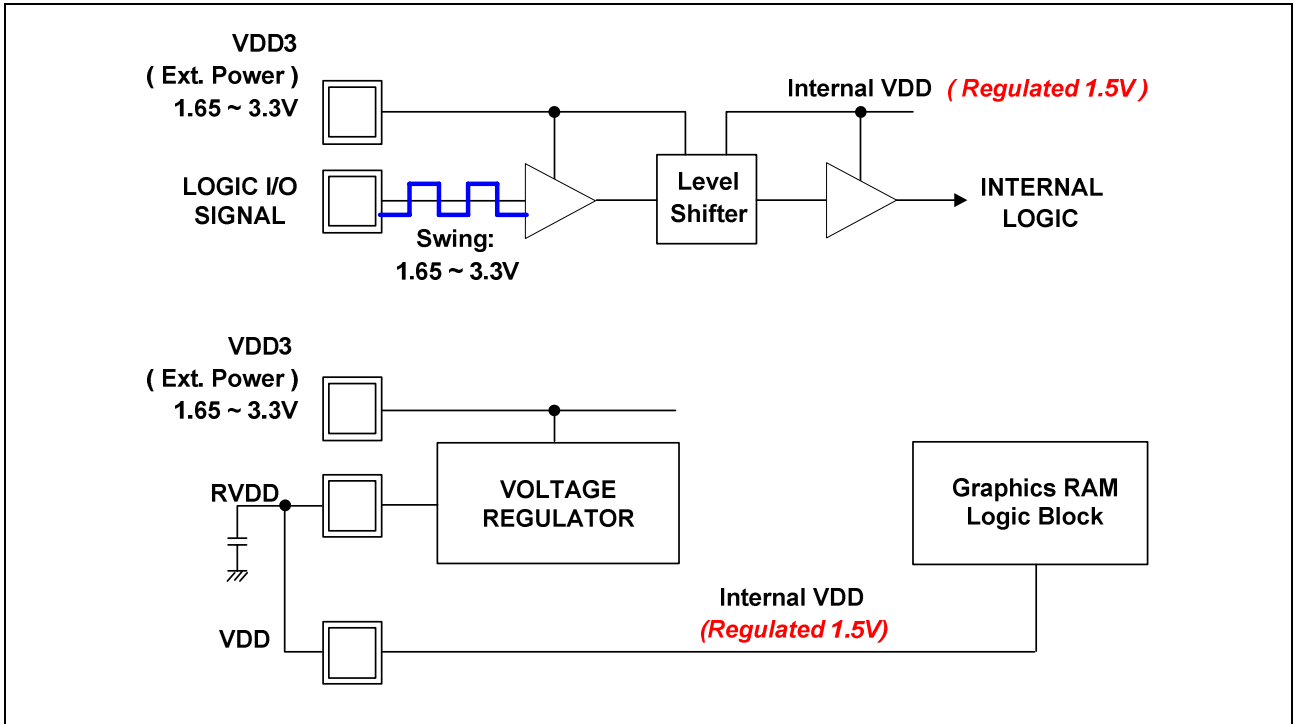 VDD3
( Ext. Power )
1.65 ~ 3.3V
Internal VDD ( Regulated 1.5V )
LOGIC I/O
SIGNAL
Swing:
1.65 ~ 3.3V
Level
Shifter
INTERNAL
LOGIC
VDD3
( Ext. Power )
1.65 ~ 3.3V
RVDD
VOLTAGE
REGULATOR
Graphics RAM
Logic Block
Internal VDD
(Regulated 1.5V)
VDD